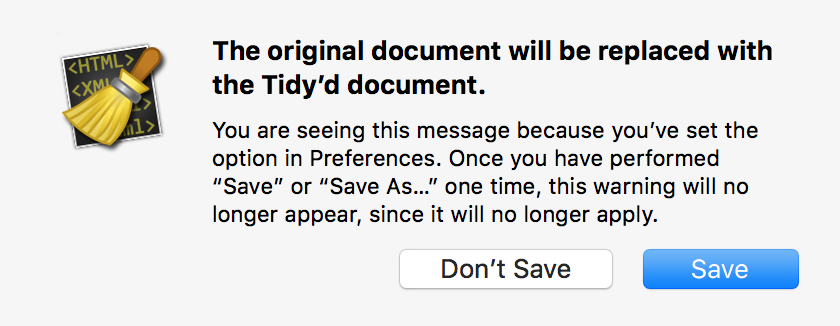 <HTML>
<XML
ml>
The original document will be replaced with
the Tidy’d document.
You are seeing this message because you’ve set the
option in Preferences. Once you have performed
“Save” or “Save As…” one time, this warning will no
longer appear, since it will no longer apply.
Don’t Save
Save